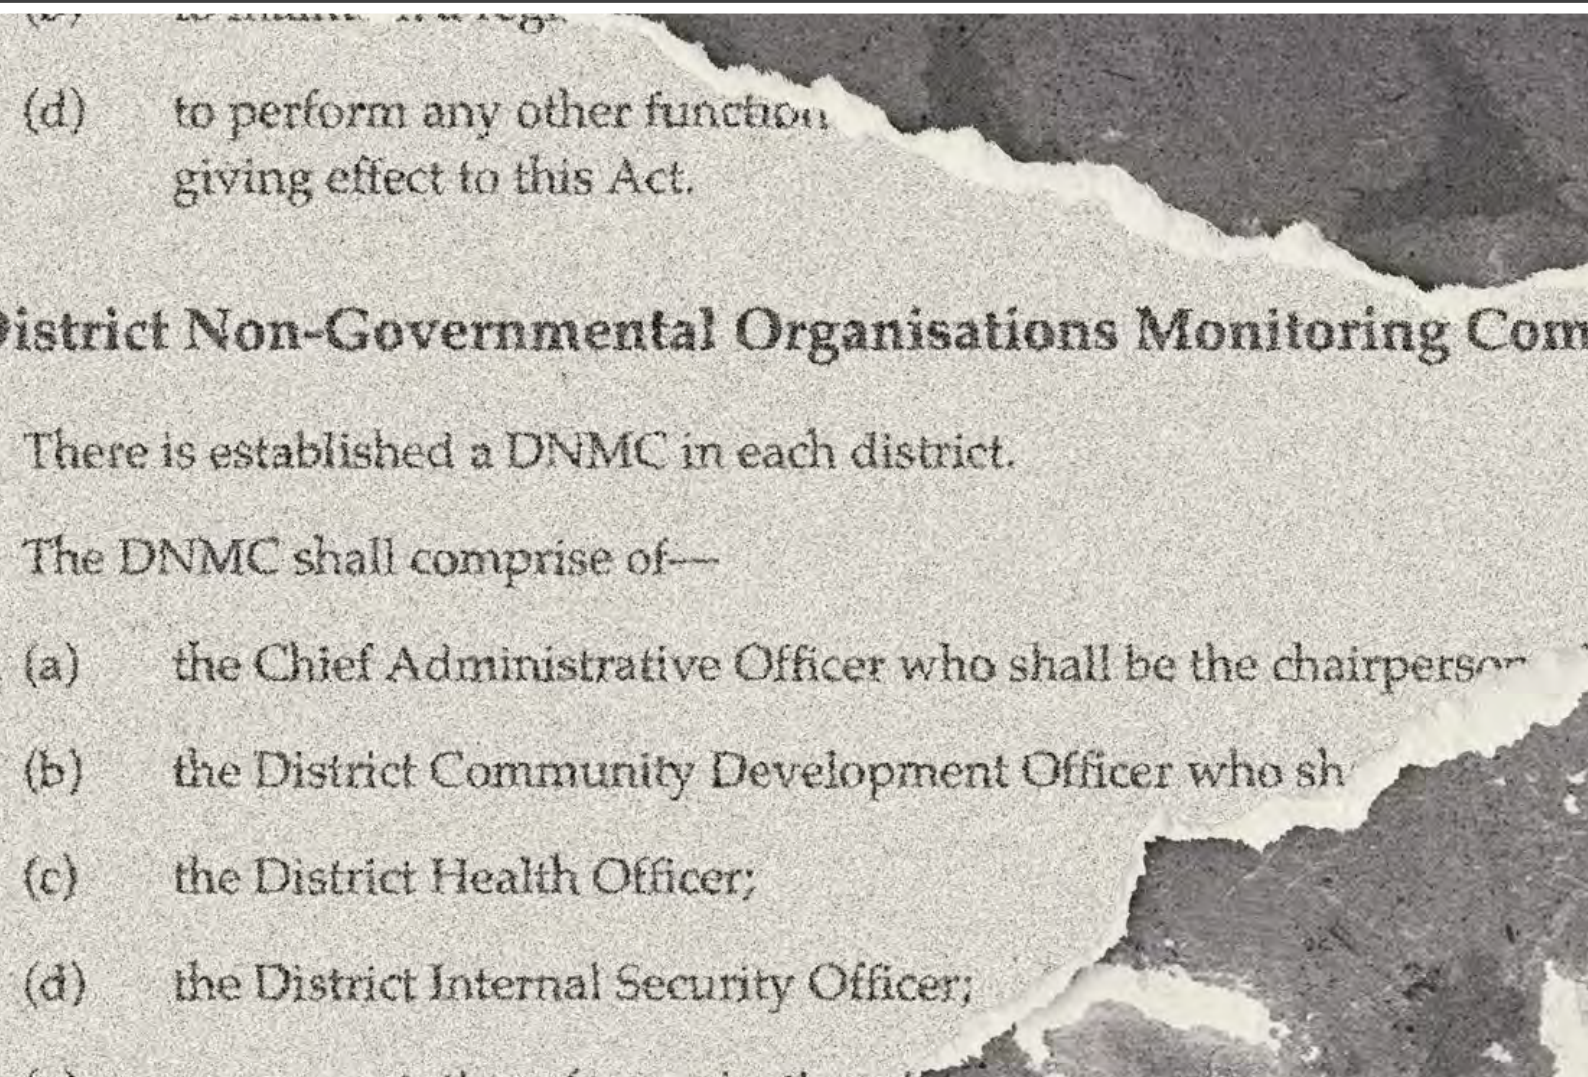 (d) to perform any other function
giving effect to this Act.
District Non-Governmental Organisations Monitoring Com
There is established a DNMC in each district.
The DNMC shall comprise of—
(a) the Chief Administrative Officer who shall be the chairperson
(b) the District Community Development Officer who sh
(c) the District Health Officer;
(d) the District Internal Security Officer;